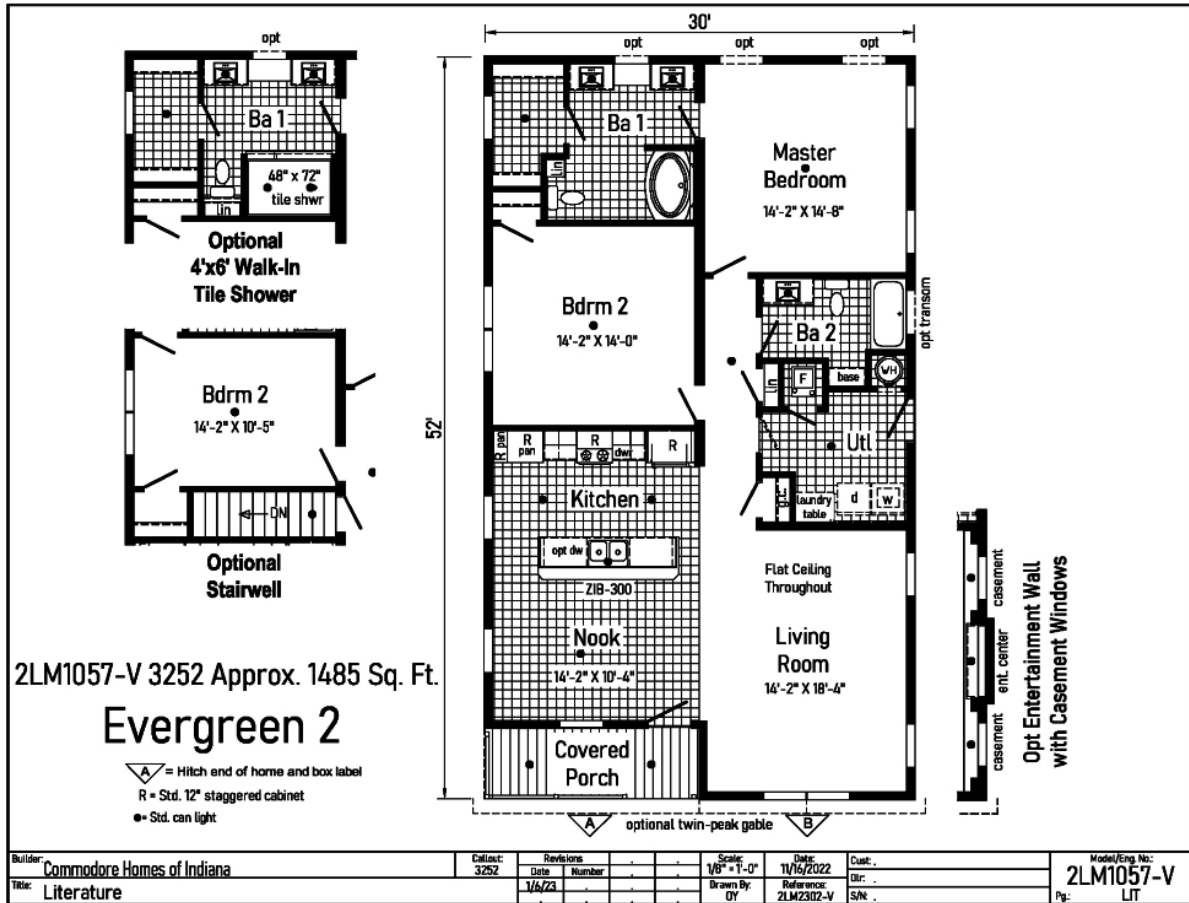 30'
opt
opt
opt
opt
Ba 1
48" x 72"
tile shwr
lin
Optional
4'x6' Walk-In
Tile Shower
Bdrm 2
14'-2" X 10'-5"
DN
Optional
Stairwell
52'
Ba 1
lin
Master
Bedroom
14'-2" X 14'-8"
Bdrm 2
14'-2" X 14'-0"
Ba 2
opt transom
lin
F
base
WH
Utl
g.c.
laundry
table
d
w
R
pan
R
pan
R
dwr
R
Kitchen
opt dw
ZIB-300
Nook
14'-2" X 10'-4"
Flat Ceiling
Throughout
Living
Room
14'-2" X 18'-4"
Covered
Porch
A
optional twin-peak gable
B
casement
ent. center
casement
Opt Entertainment Wall
with Casement Windows
2LM1057-V 3252 Approx. 1485 Sq. Ft.
Evergreen 2
A = Hitch end of home and box label
R = Std. 12" staggered cabinet
● = Std. can light
Builder: Commodore Homes of Indiana
Title: Literature
Callout:
3252
Revisions
Date Number
1/6/23
Scale:
1/8" = 1'-0"
Drawn By:
OY
Date:
11/16/2022
Reference:
2LM2302-V
Cust: .
Dlr: .
S/N: .
Model/Eng. No.:
2LM1057-V
Pg.: LIT